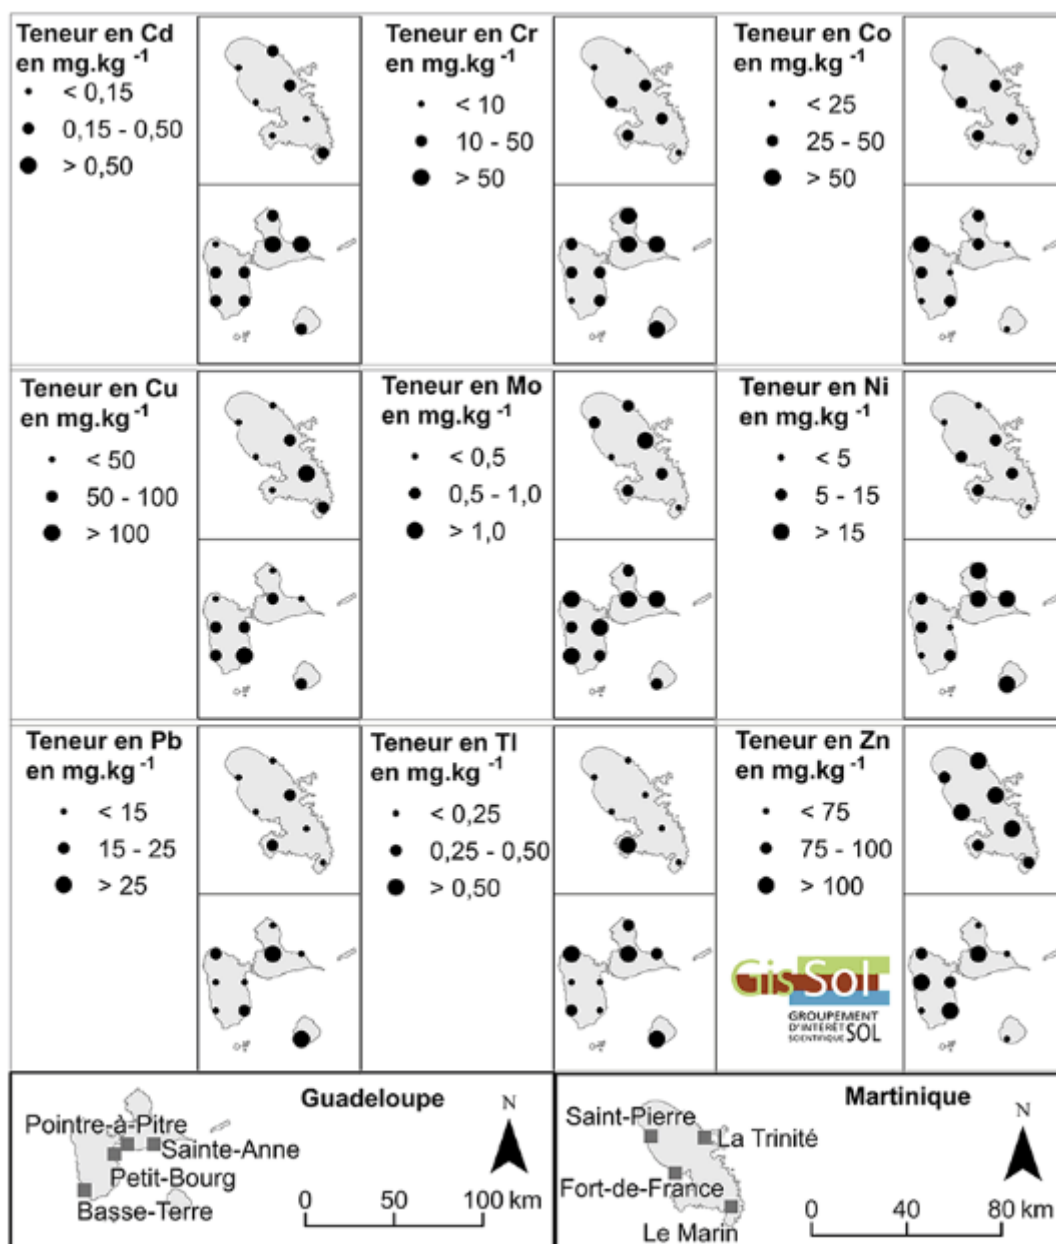 Teneur en Cd
en mg.kg -1
< 0,15
0,15 - 0,50
> 0,50
Teneur en Cr
en mg.kg -1
< 10
10 - 50
> 50
Teneur en Co
en mg.kg -1
< 25
25 - 50
> 50
Teneur en Cu
en mg.kg -1
< 50
50 - 100
> 100
Teneur en Mo
en mg.kg -1
< 0,5
0,5 - 1,0
> 1,0
Teneur en Ni
en mg.kg -1
< 5
5 - 15
> 15
Teneur en Pb
en mg.kg -1
< 15
15 - 25
> 25
Teneur en Tl
en mg.kg -1
< 0,25
0,25 - 0,50
> 0,50
Teneur en Zn
en mg.kg -1
< 75
75 - 100
> 100
Gis Sol
GROUPEMENT
D'INTÉRÊT
SCIENTIFIQUE SOL
Guadeloupe
N
Pointre-à-Pitre
Sainte-Anne
Petit-Bourg
Basse-Terre
0 50 100 km
Martinique
N
Saint-Pierre
La Trinité
Fort-de-France
Le Marin
0 40 80 km